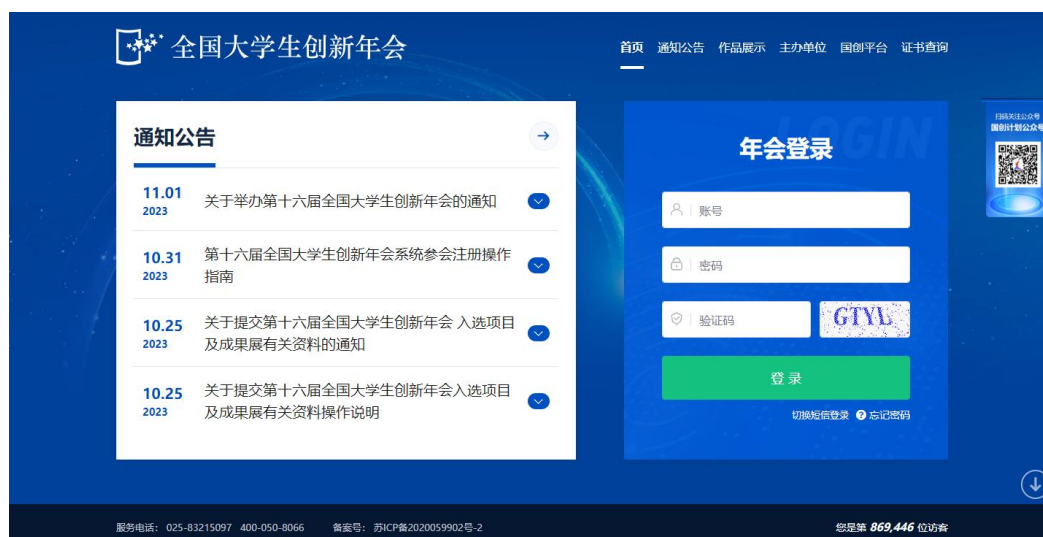 全国大学生创新年会
首页 通知公告 作品展示 主办单位 国创平台 证书查询
通知公告
11.01
2023
关于举办第十六届全国大学生创新年会的通知
10.31
2023
第十六届全国大学生创新年会系统参会注册操作
指南
10.25
2023
关于提交第十六届全国大学生创新年会 入选项目
及成果展有关资料的通知
10.25
2023
关于提交第十六届全国大学生创新年会入选项目
及成果展有关资料操作说明
LOGIN
年会登录
账号
密码
验证码
GTYL
登 录
切换短信登录 ? 忘记密码
扫码关注公众号
国创计划公众号
服务电话: 025-83215097 400-050-8066 备案号: 苏ICP备2020059902号-2
您是第 869,446 位访客